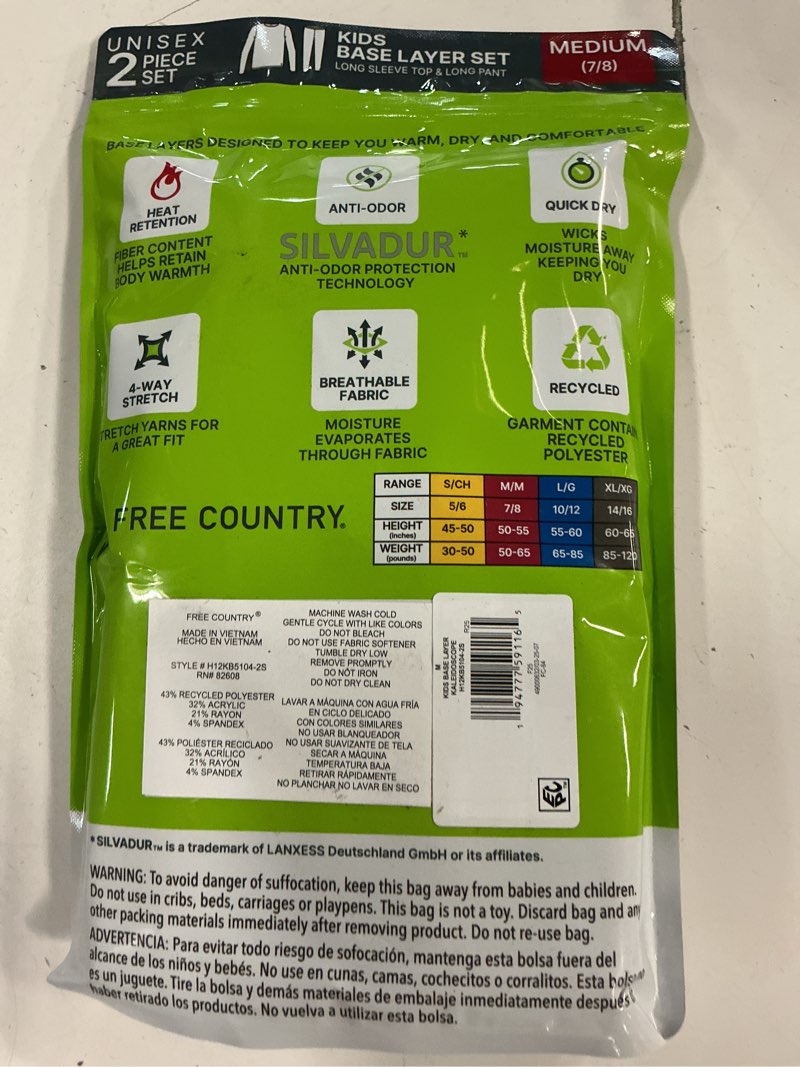 UNISEX
2 PIECE SET
KIDS
BASE LAYER SET
LONG SLEEVE TOP & LONG PANT
MEDIUM
(7/8)
BASE LAYERS DESIGNED TO KEEP YOU WARM, DRY AND COMFORTABLE
HEAT
RETENTION
FIBER CONTENT
HELPS RETAIN
BODY WARMTH
ANTI-ODOR
SILVADUR™*
ANTI-ODOR PROTECTION
TECHNOLOGY
QUICK DRY
WICKS
MOISTURE AWAY
KEEPING YOU
DRY
4-WAY
STRETCH
STRETCH YARNS FOR
A GREAT FIT
BREATHABLE
FABRIC
MOISTURE
EVAPORATES
THROUGH FABRIC
RECYCLED
GARMENT CONTAI
RECYCLED
POLYESTER
FREE COUNTRY®
RANGE S/CH M/M L/G XL/XG
SIZE 5/6 7/8 10/12 14/16
HEIGHT (inches) 45-50 50-55 55-60 60-65
WEIGHT (pounds) 30-50 50-65 65-85 85-120
FREE COUNTRY®
MADE IN VIETNAM
HECHO EN VIETNAM
STYLE # H12KB5104-2S
RN# 82608
43% RECYCLED POLYESTER
32% ACRYLIC
21% RAYON
4% SPANDEX
43% POLIÉSTER RECICLADO
32% ACRÍLICO
21% RAYÓN
4% SPANDEX
MACHINE WASH COLD
GENTLE CYCLE WITH LIKE COLORS
DO NOT BLEACH
DO NOT USE FABRIC SOFTENER
TUMBLE DRY LOW
REMOVE PROMPTLY
DO NOT IRON
DO NOT DRY CLEAN
LAVAR A MÁQUINA CON AGUA FRÍA
EN CICLO DELICADO
CON COLORES SIMILARES
NO USAR BLANQUEADOR
NO USAR SUAVIZANTE DE TELA
SECAR A MÁQUINA
TEMPERATURA BAJA
RETIRAR RÁPIDAMENTE
NO PLANCHAR NO LAVAR EN SECO
M
KIDS BASE LAYER
KALEIDOSCOPE
H12KB5104-2S
F25
1 94777 59116 5
F25
*SILVADUR™ is a trademark of LANXESS Deutschland GmbH or its affiliates.
WARNING: To avoid danger of suffocation, keep this bag away from babies and children.
Do not use in cribs, beds, carriages or playpens. This bag is not a toy. Discard bag and any
other packing materials immediately after removing product. Do not re-use bag.
ADVERTENCIA: Para evitar todo riesgo de sofocación, mantenga esta bolsa fuera del
alcance de los niños y bebés. No use en cunas, camas, cochecitos o corralitos. Esta bolsa
es un juguete. Tire la bolsa y demás materiales de embalaje inmediatamente después
haber retirado los productos. No vuelva a utilizar esta bolsa.